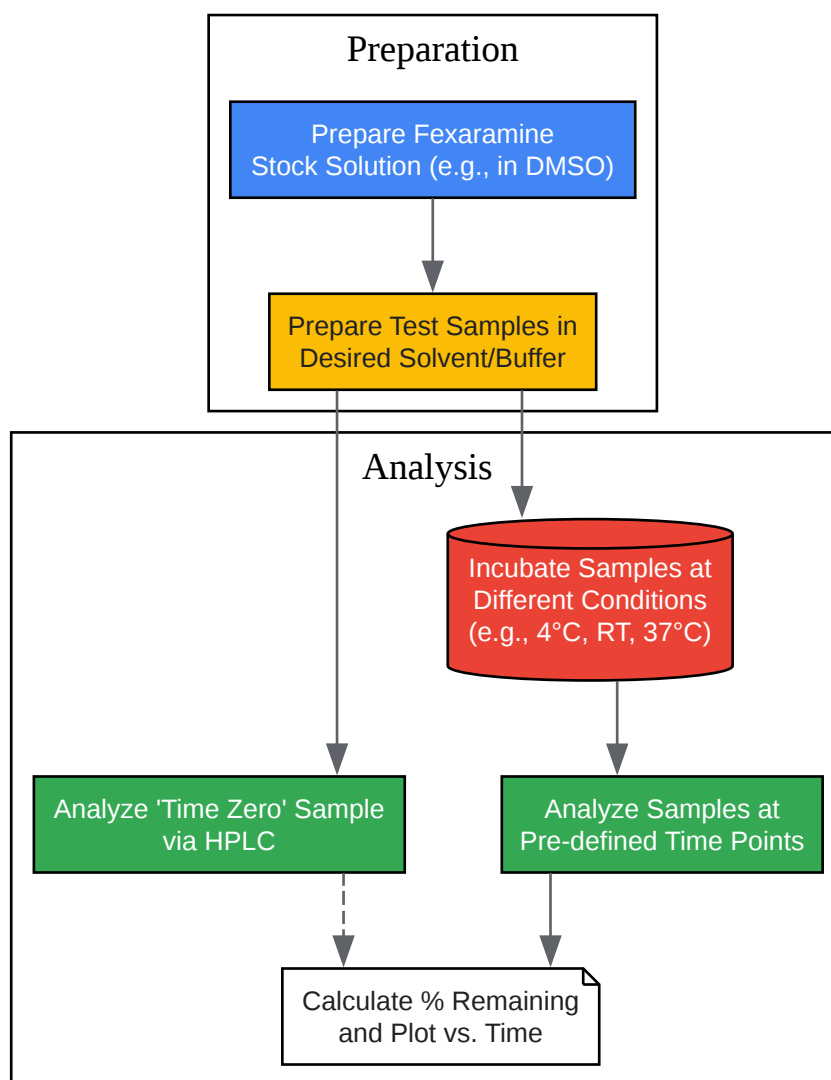 Preparation
Prepare Fexaramine
Stock Solution (e.g., in DMSO)
Prepare Test Samples in
Desired Solvent/Buffer
Analysis
Incubate Samples at
Different Conditions
(e.g., 4°C, RT, 37°C)
Analyze 'Time Zero' Sample
via HPLC
Analyze Samples at
Pre-defined Time Points
Calculate % Remaining
and Plot vs. Time